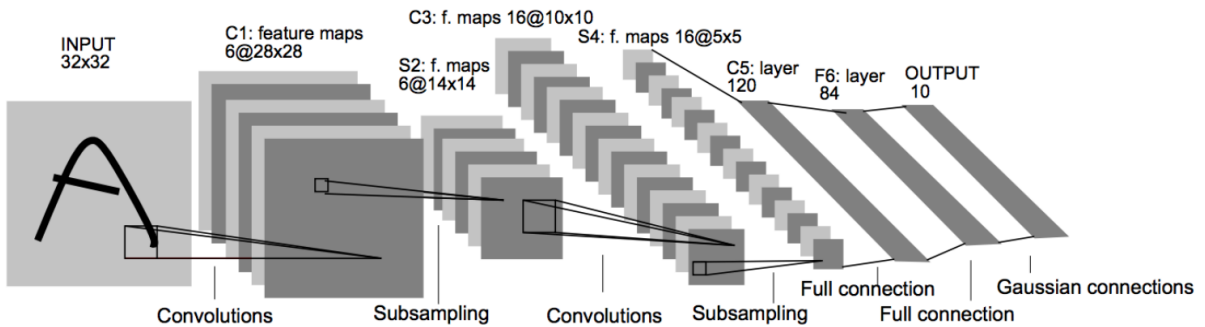 INPUT
32x32
C1: feature maps
6@28x28
S2: f. maps
6@14x14
C3: f. maps 16@10x10
S4: f. maps 16@5x5
C5: layer
120
F6: layer
84
OUTPUT
10
Convolutions
Subsampling
Convolutions
Subsampling
Full connection
Full connection
Gaussian connections